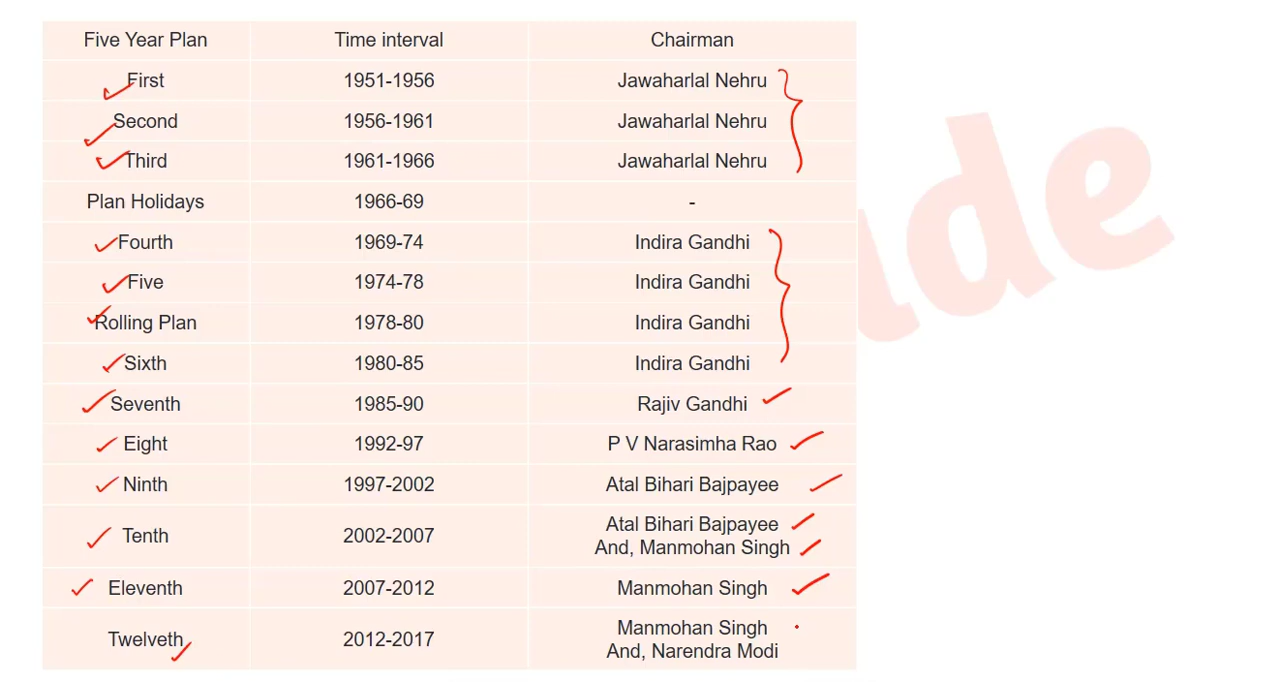 Five Year Plan Time interval Chairman
First 1951-1956 Jawaharlal Nehru
Second 1956-1961 Jawaharlal Nehru
Third 1961-1966 Jawaharlal Nehru
Plan Holidays 1966-69 -
Fourth 1969-74 Indira Gandhi
Five 1974-78 Indira Gandhi
Rolling Plan 1978-80 Indira Gandhi
Sixth 1980-85 Indira Gandhi
Seventh 1985-90 Rajiv Gandhi
Eight 1992-97 P V Narasimha Rao
Ninth 1997-2002 Atal Bihari Bajpayee
Tenth 2002-2007 Atal Bihari Bajpayee
And, Manmohan Singh
Eleventh 2007-2012 Manmohan Singh
Twelveth 2012-2017 Manmohan Singh
And, Narendra Modi